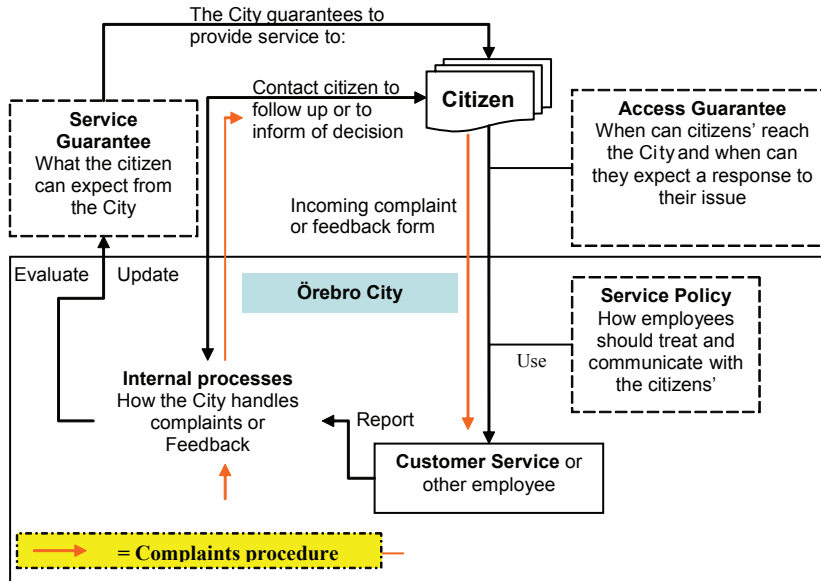 The City guarantees to
provide service to:
Contact citizen to
follow up or to
inform of decision
Citizen
Service
Guarantee
What the citizen
can expect from
the City
Access Guarantee
When can citizens' reach
the City and when can
they expect a response to
their issue
Incoming complaint
or feedback form
Evaluate
Update
Örebro City
Service Policy
How employees
should treat and
communicate with
the citizens'
Use
Internal processes
How the City handles
complaints or
Feedback
Report
Customer Service or
other employee
= Complaints procedure